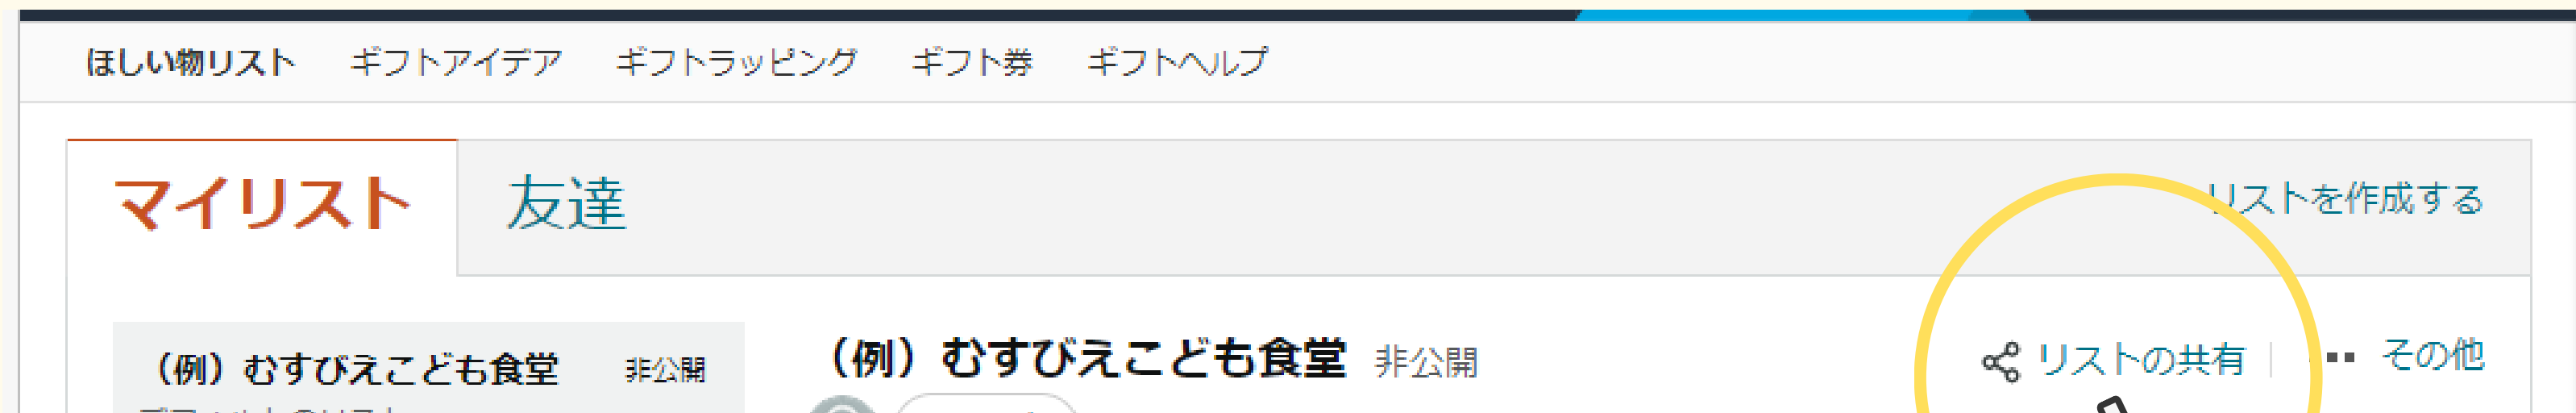 ほしい物リスト ギフトアイデア ギフトラッピング ギフト券 ギフトヘルプ
マイリスト 友達 リストを作成する
（例）むすびえこども食堂 非公開
（例）むすびえこども食堂 非公開 リストの共有 その他